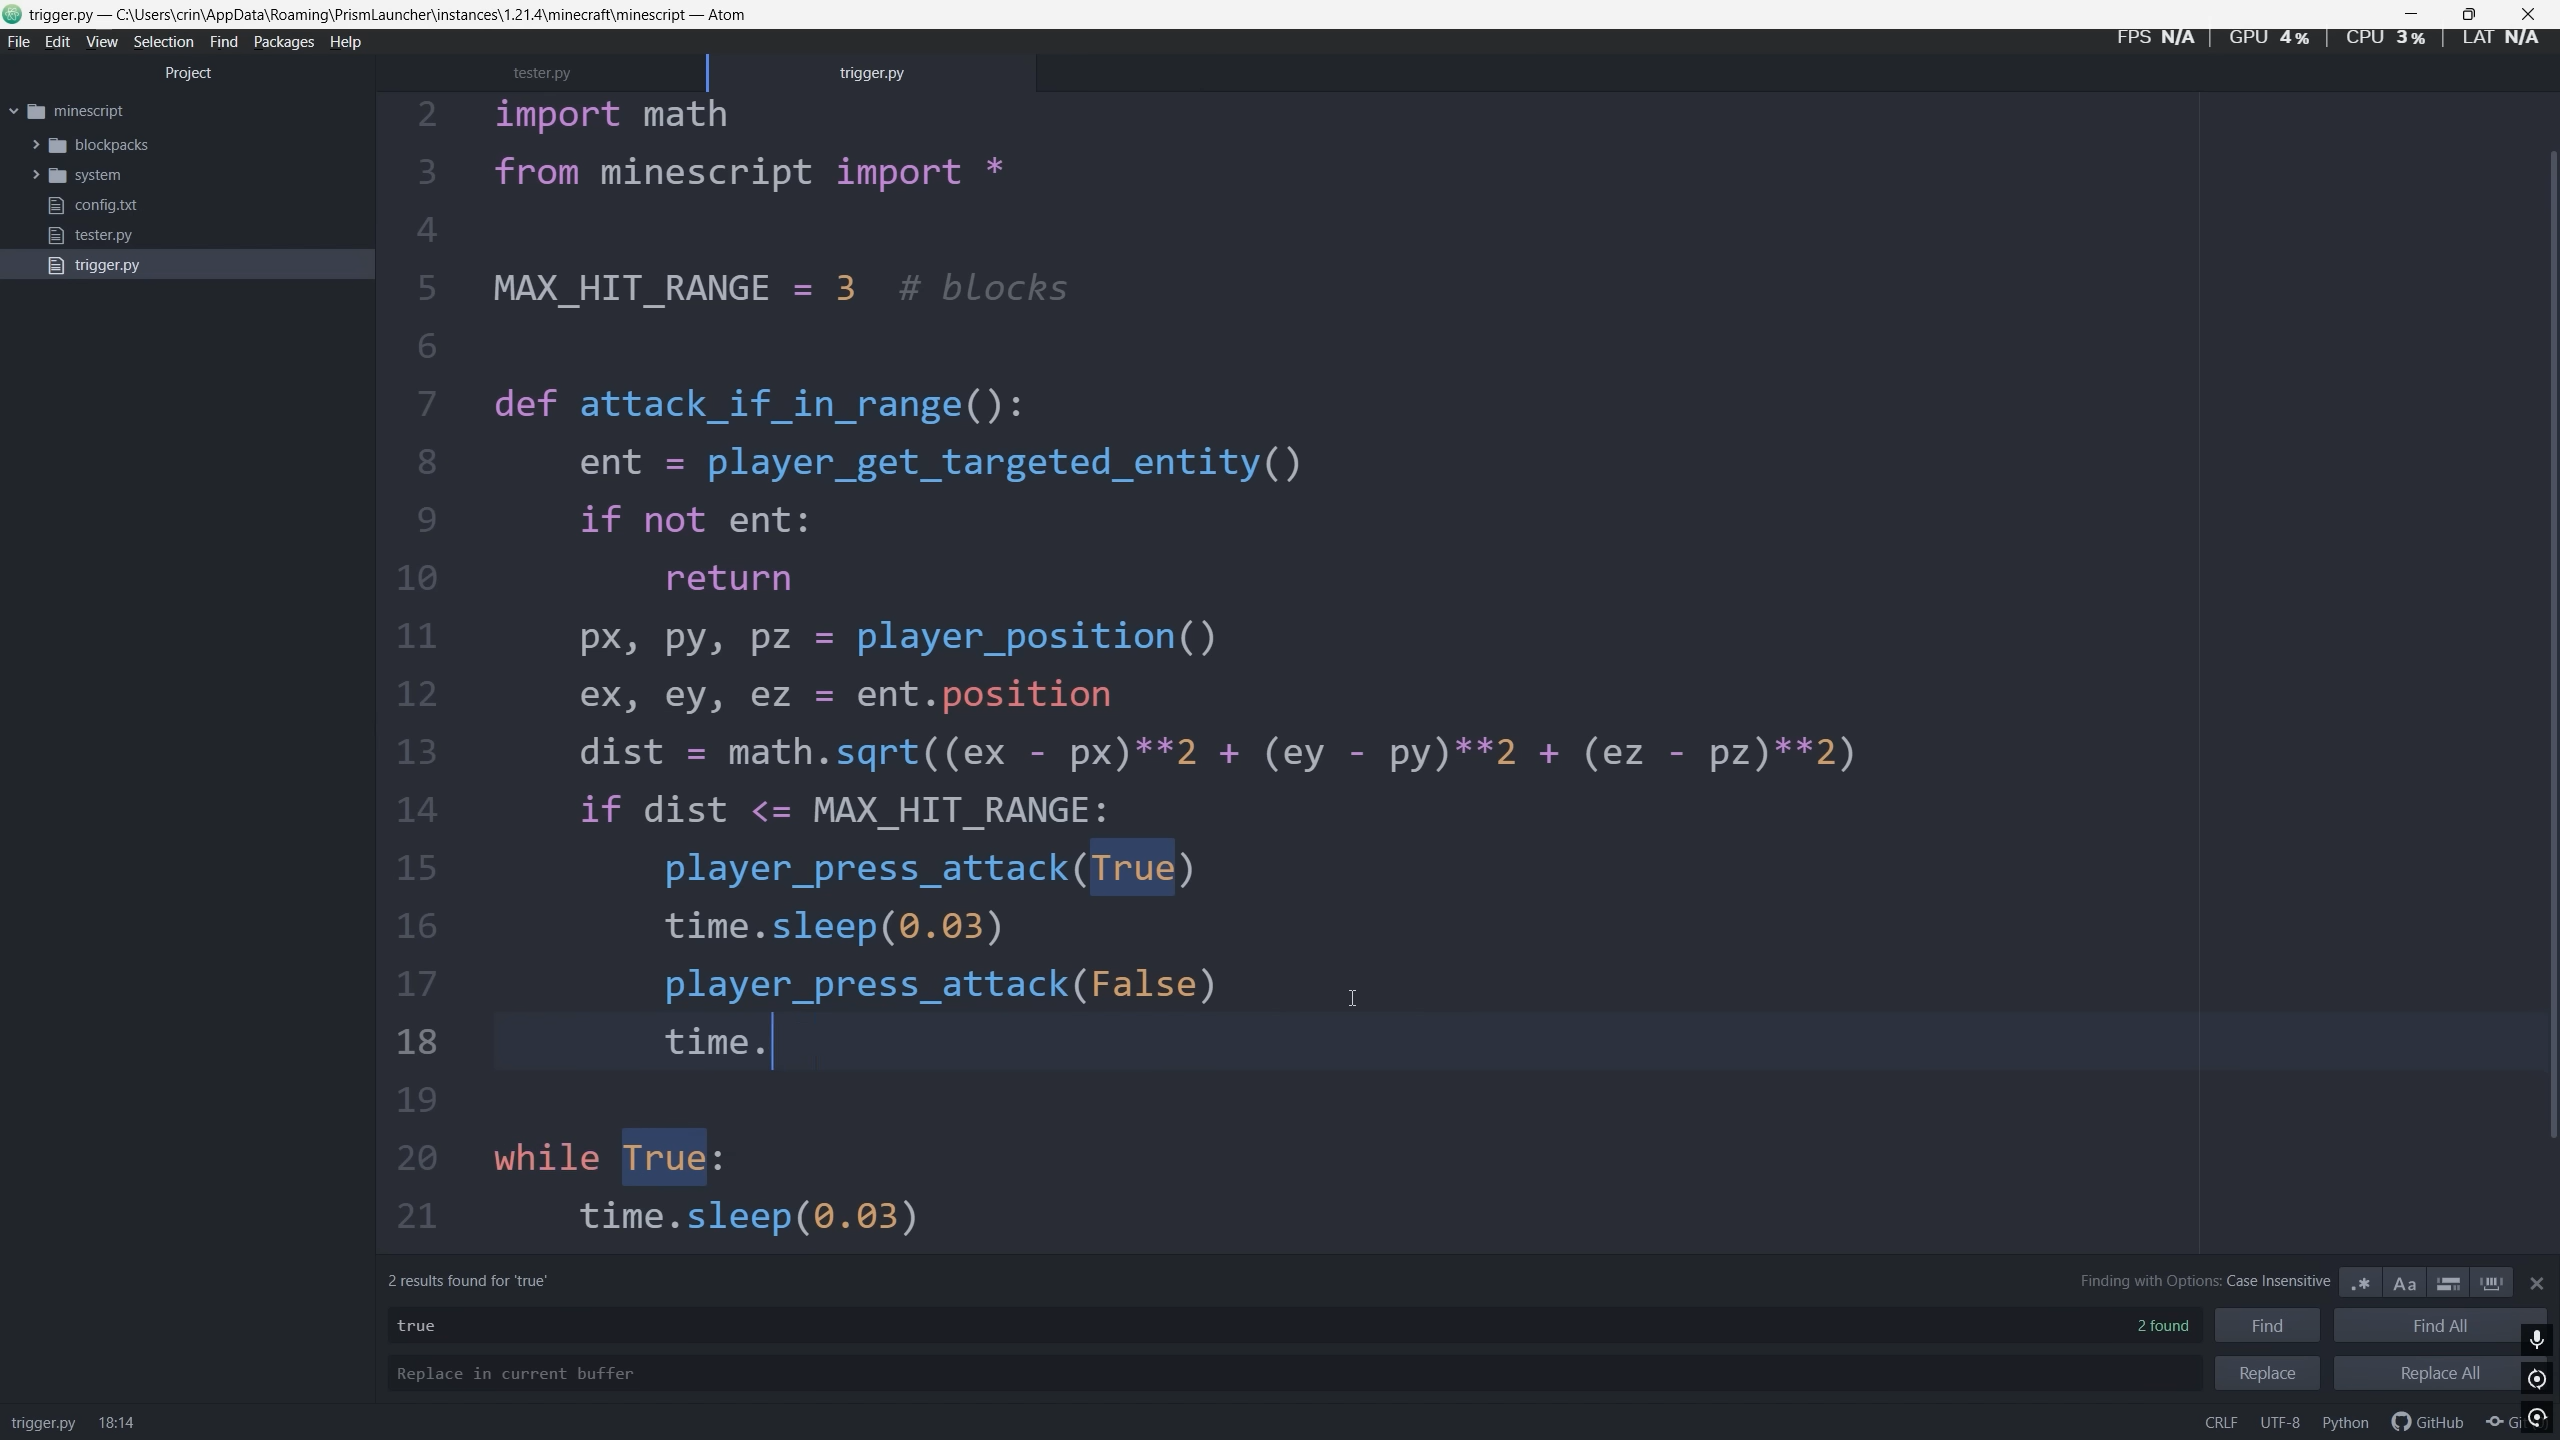 trigger.py — C:\Users\crin\AppData\Roaming\PrismLauncher\instances\1.21.4\minecraft\minescript — Atom
File Edit View Selection Find Packages Help
FPS N/A | GPU 4% | CPU 3% | LAT N/A
Project
tester.py
trigger.py
minescript
blockpacks
system
config.txt
tester.py
trigger.py
2 import math
3 from minescript import *
4
5 MAX_HIT_RANGE = 3  # blocks
6
7 def attack_if_in_range():
8     ent = player_get_targeted_entity()
9     if not ent:
10         return
11     px, py, pz = player_position()
12     ex, ey, ez = ent.position
13     dist = math.sqrt((ex - px)**2 + (ey - py)**2 + (ez - pz)**2)
14     if dist <= MAX_HIT_RANGE:
15         player_press_attack(True)
16         time.sleep(0.03)
17         player_press_attack(False)
18         time.
19
20 while True:
21     time.sleep(0.03)
2 results found for 'true'
Finding with Options: Case Insensitive
.* Aa
true
2 found
Find
Find All
Replace in current buffer
Replace
Replace All
trigger.py 18:14
CRLF UTF-8 Python GitHub